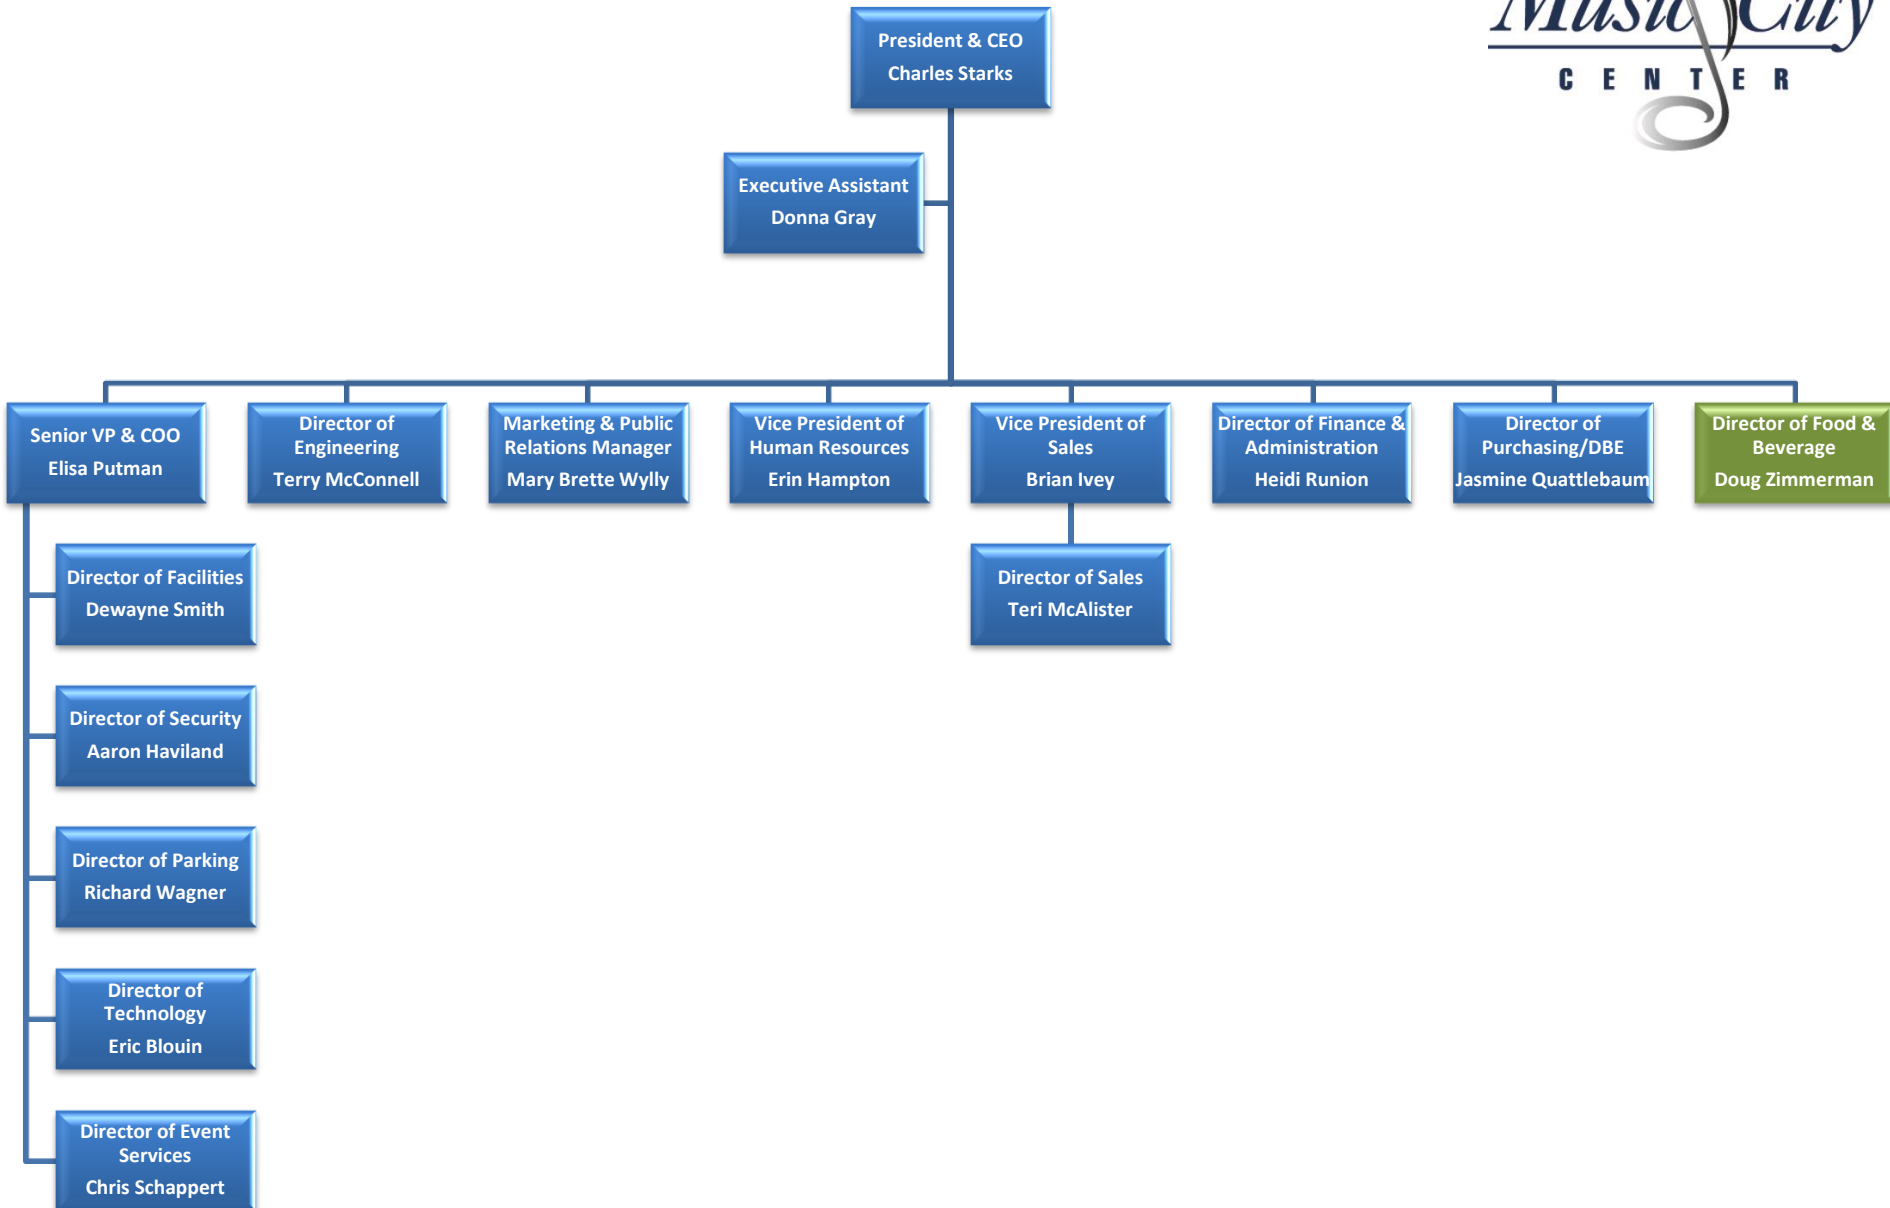 Music City
CENTER
President & CEO
Charles Starks
Executive Assistant
Donna Gray
Senior VP & COO
Elisa Putman
Director of
Engineering
Terry McConnell
Marketing & Public
Relations Manager
Mary Brette Wylly
Vice President of
Human Resources
Erin Hampton
Vice President of
Sales
Brian Ivey
Director of Finance &
Administration
Heidi Runion
Director of
Purchasing/DBE
Jasmine Quattlebaum
Director of Food &
Beverage
Doug Zimmerman
Director of Facilities
Dewayne Smith
Director of Sales
Teri McAlister
Director of Security
Aaron Haviland
Director of Parking
Richard Wagner
Director of
Technology
Eric Blouin
Director of Event
Services
Chris Schappert